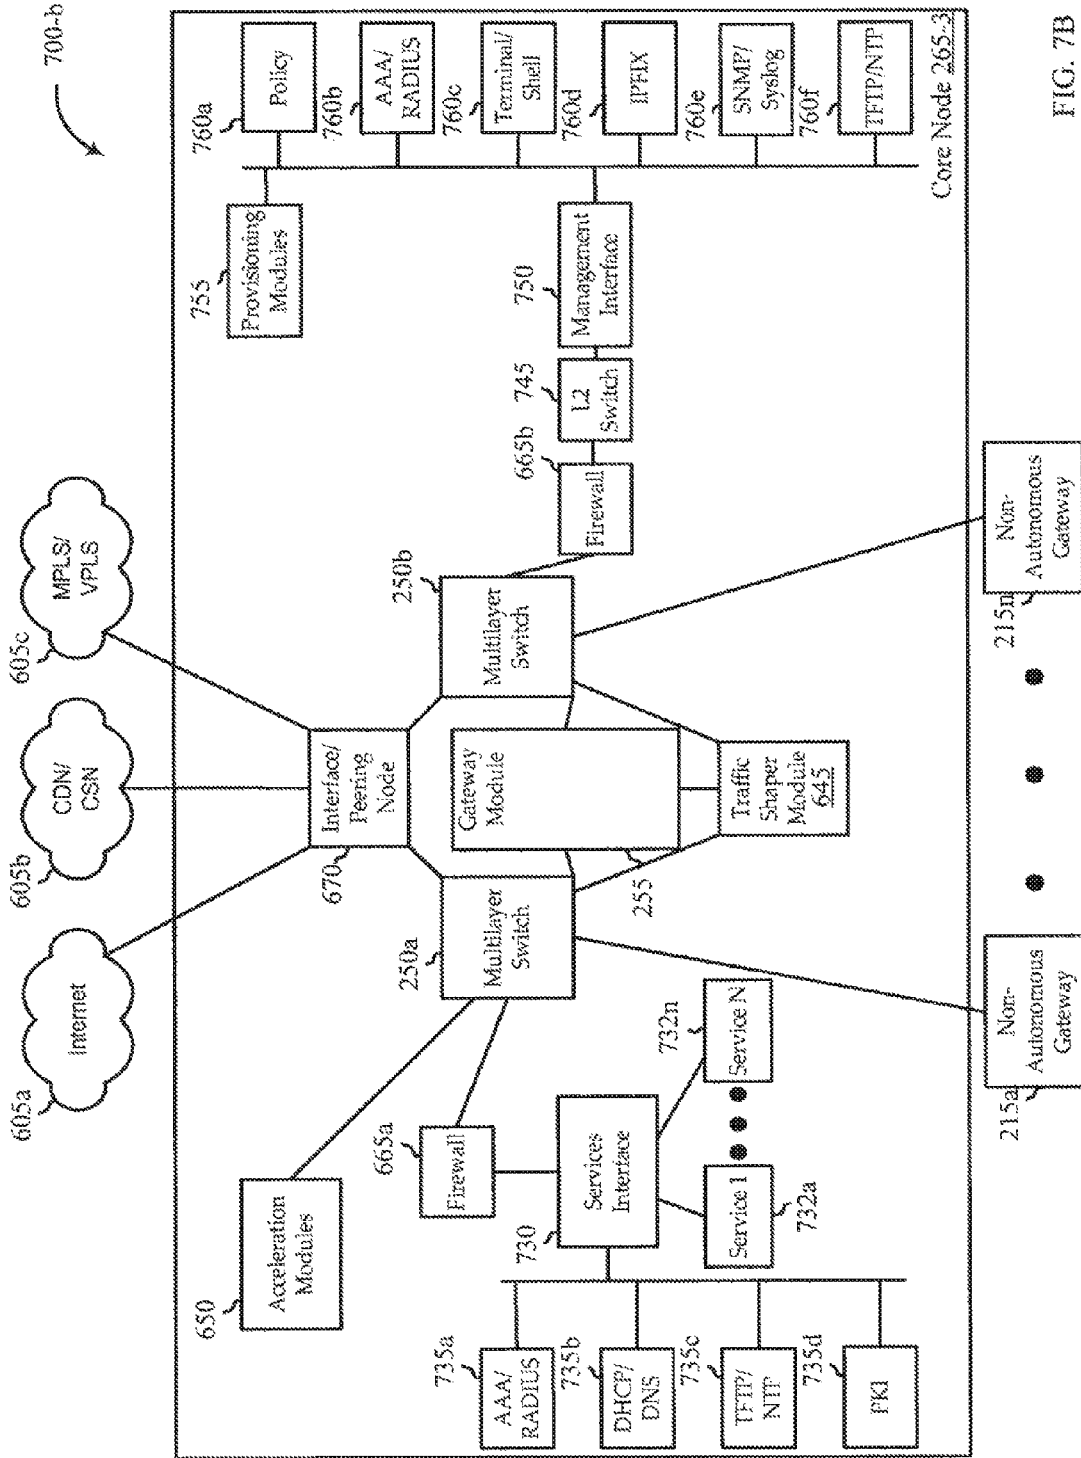 700-b
605a
Internet
605b
CDN/
CSN
605c
MPLS/
VPLS
650
Acceleration
Modules
670
Interface/
Peering
Node
755
Provisioning
Modules
760a
Policy
760b
AAA/
RADIUS
760c
Terminal/
Shell
760d
IPFIX
760e
SNMP/
Syslog
760f
TFTP/NTP
665a
Firewall
250a
Multilayer
Switch
Gateway
Module
255
250b
Multilayer
Switch
665b
Firewall
745
L2
Switch
750
Management
Interface
730
Services
Interface
Traffic
Shaper
Module
645
735a
AAA/
RADIUS
735b
DHCP/
DNS
735c
TFTP/
NTP
735d
PKI
Service 1
732a
732n
Service N
Core Node 265-3
215a
Non-
Autonomous
Gateway
215n
Non-
Autonomous
Gateway
FIG. 7B